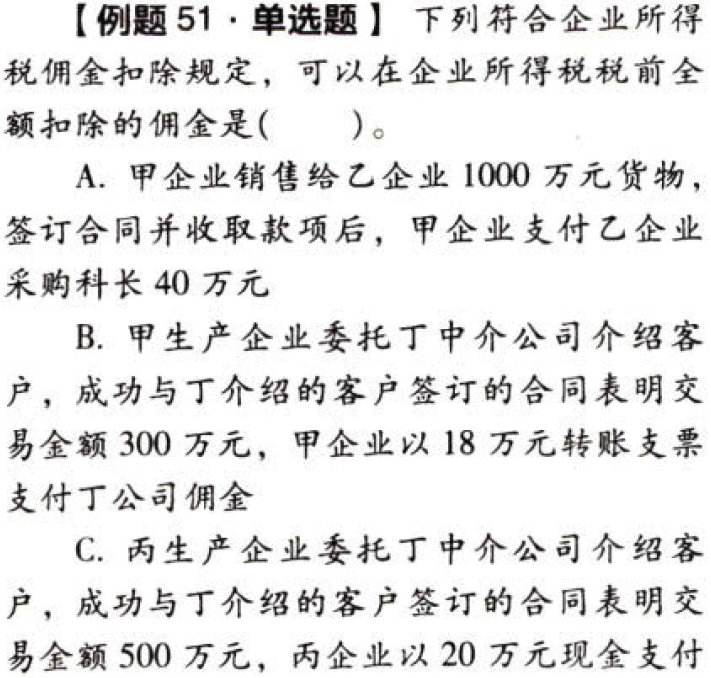 【例题 51·单选题】 下列符合企业所得
税佣金扣除规定，可以在企业所得税税前全
额扣除的佣金是(  )。
A. 甲企业销售给乙企业 1000 万元货物，
签订合同并收取款项后，甲企业支付乙企业
采购科长 40 万元
B. 甲生产企业委托丁中介公司介绍客
户，成功与丁介绍的客户签订的合同表明交
易金额 300 万元，甲企业以 18 万元转账支票
支付丁公司佣金
C. 丙生产企业委托丁中介公司介绍客
户，成功与丁介绍的客户签订的合同表明交
易金额 500 万元，丙企业以 20 万元现金支付